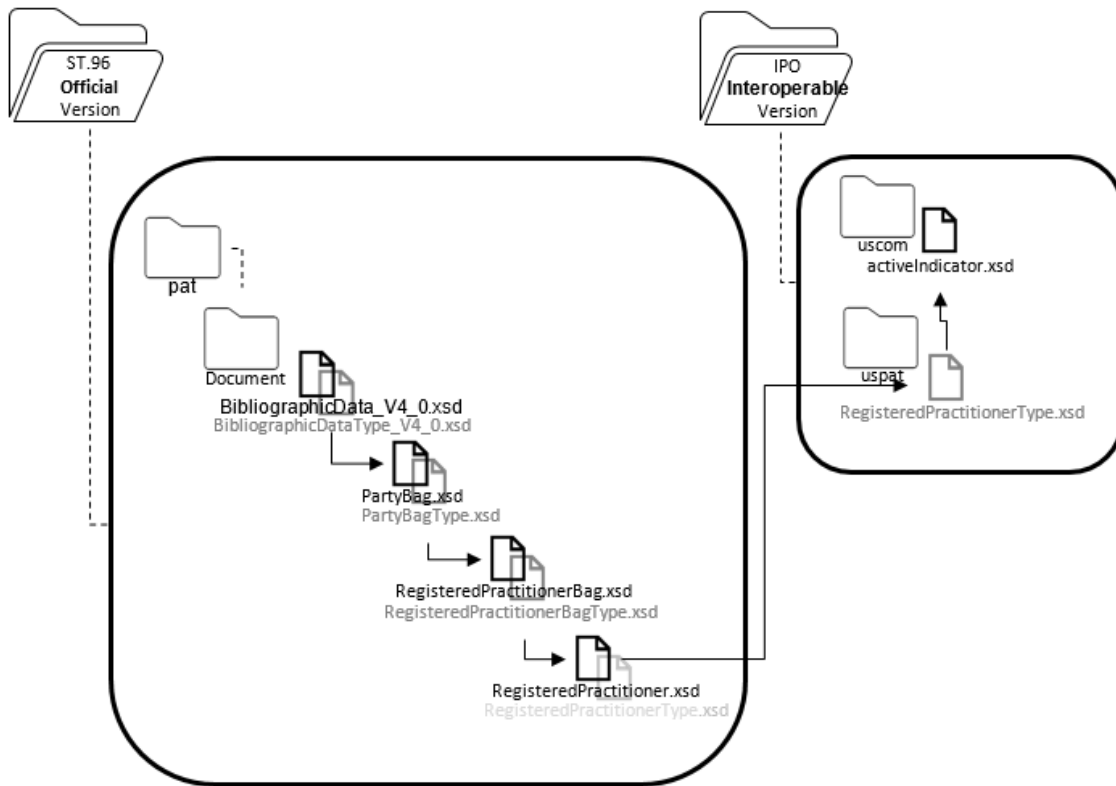 ST.96
Official
Version
IPO
Interoperable
Version
pat
Document
BibliographicData_V4_0.xsd
BibliographicDataType_V4_0.xsd
PartyBag.xsd
PartyBagType.xsd
RegisteredPractitionerBag.xsd
RegisteredPractitionerBagType.xsd
RegisteredPractitioner.xsd
RegisteredPractitionerType.xsd
uscom
activeIndicator.xsd
uspat
RegisteredPractitionerType.xsd